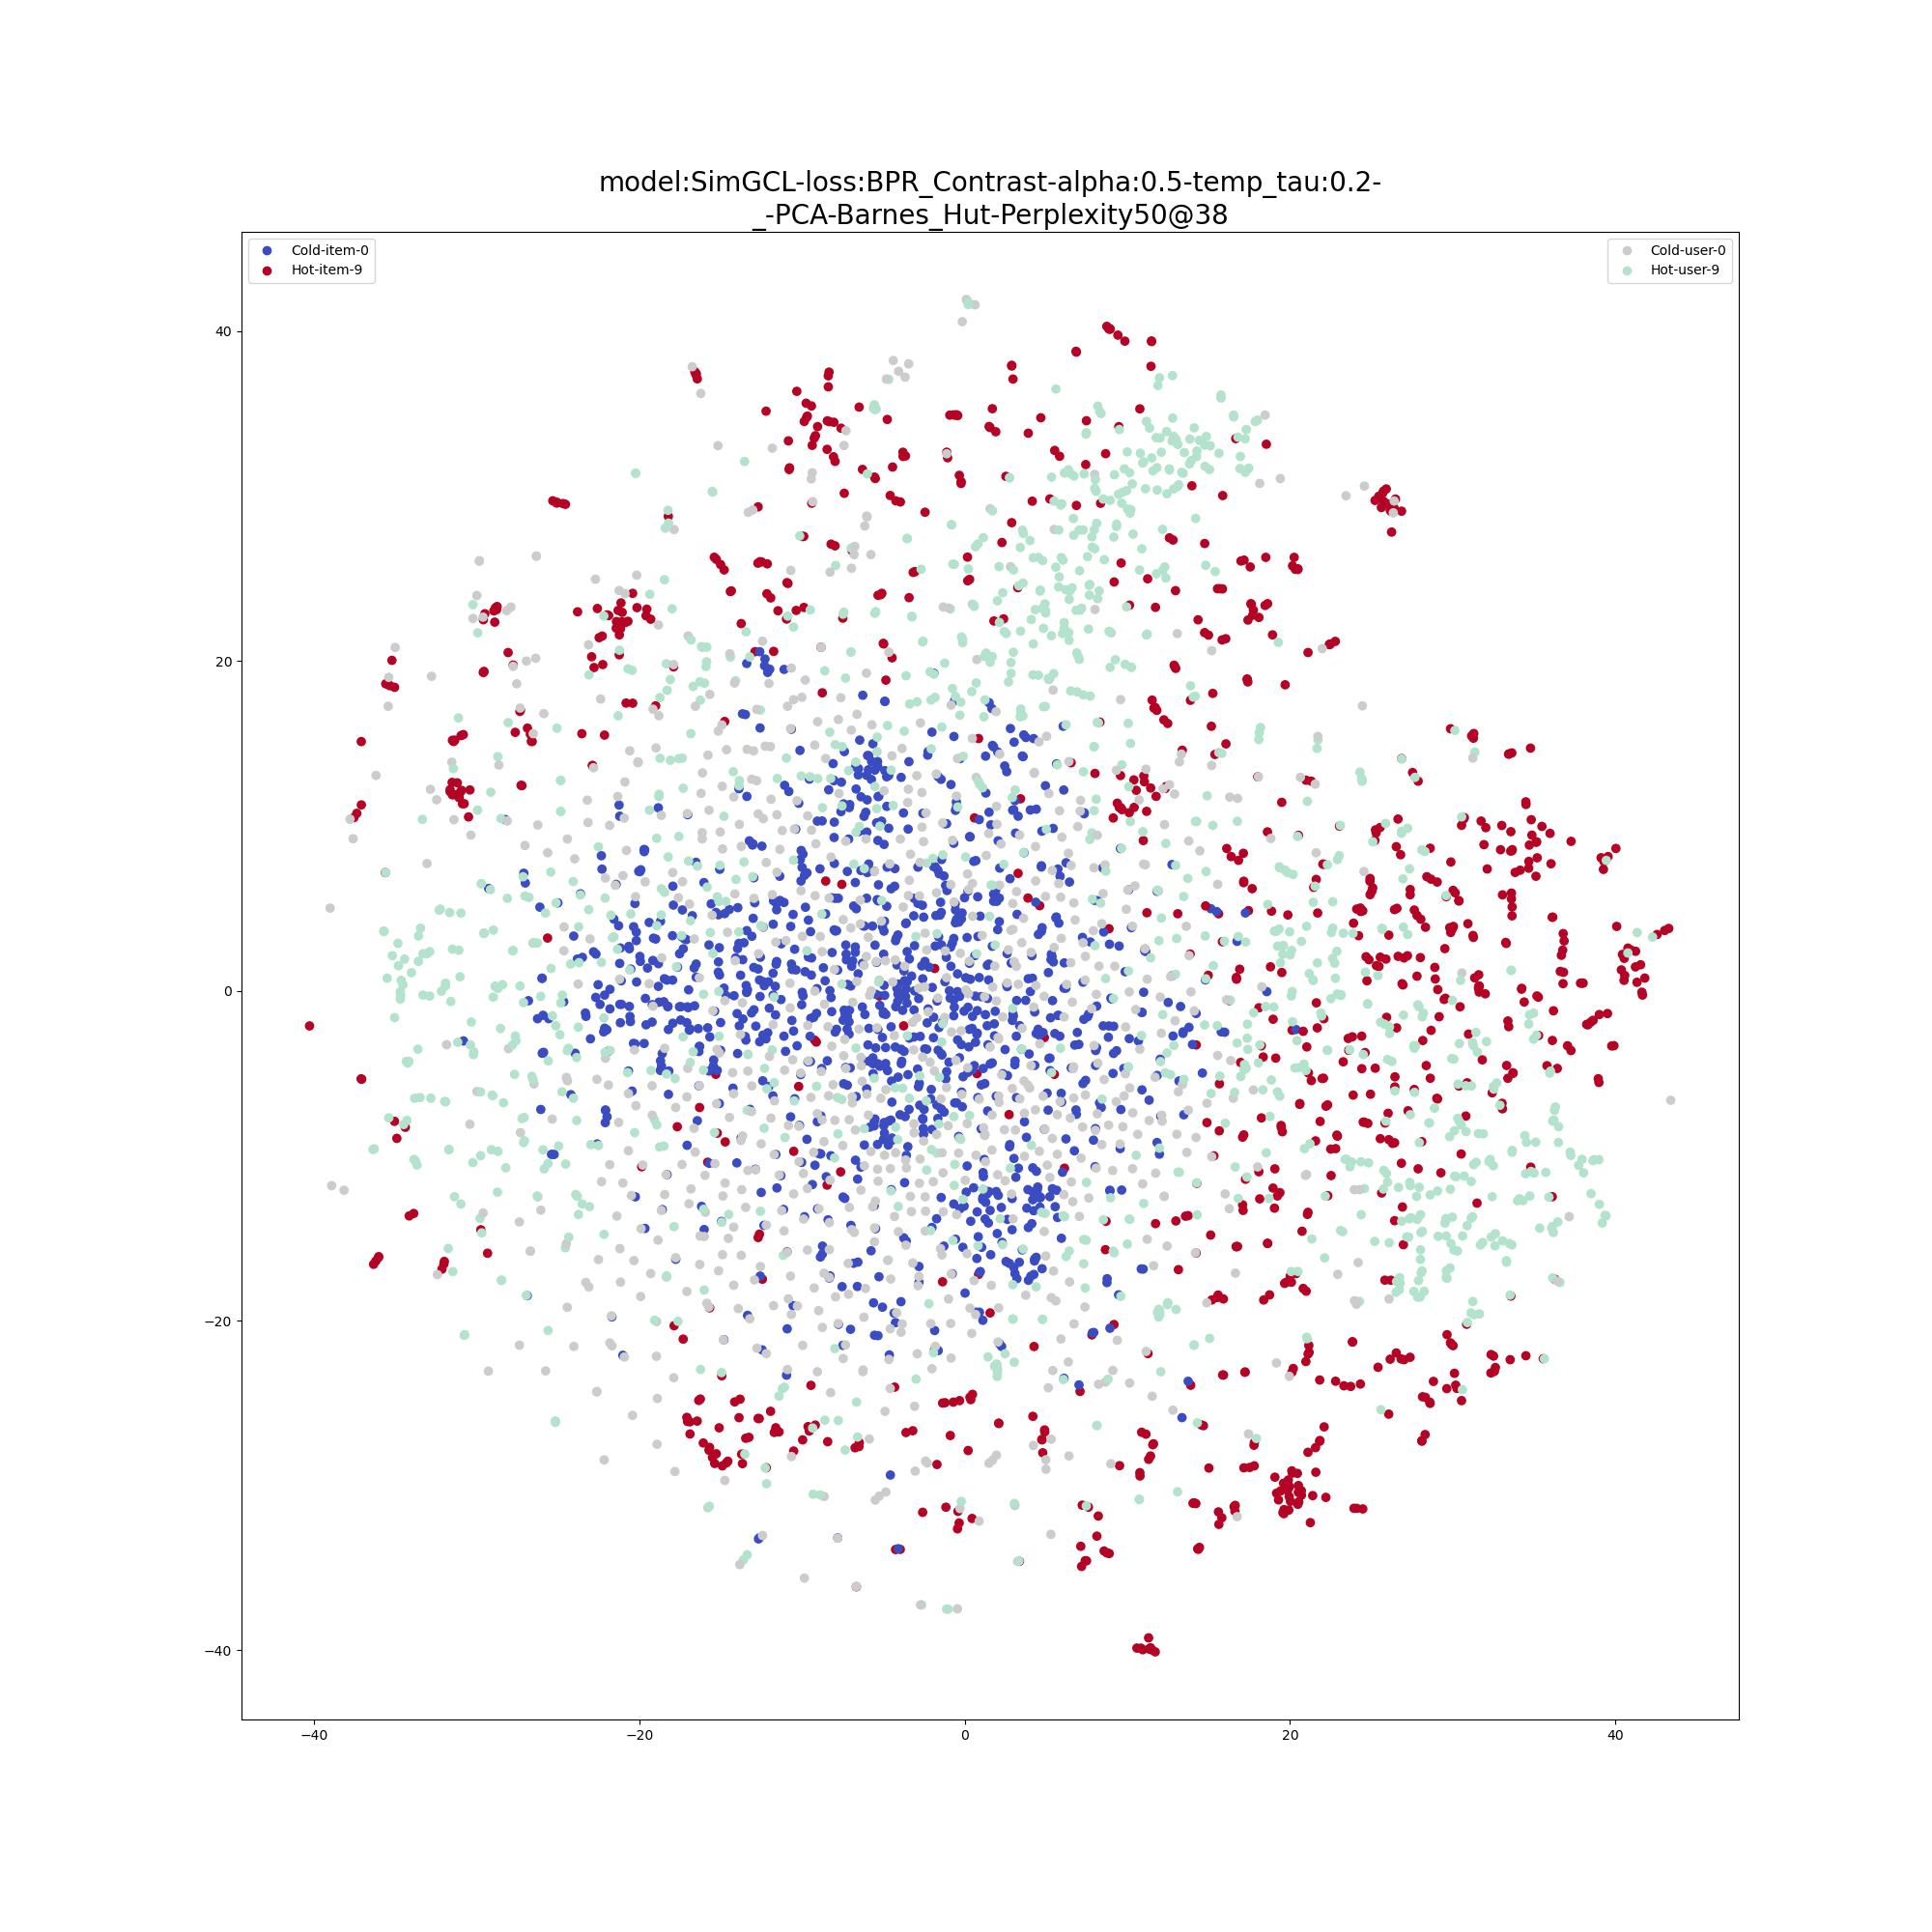 model:SimGCL-loss:BPR_Contrast-alpha:0.5-temp_tau:0.2-
_-PCA-Barnes_Hut-Perplexity50@38
Cold-item-0
Hot-item-9
Cold-user-0
Hot-user-9
40
20
0
−20
−40
−40
−20
0
20
40